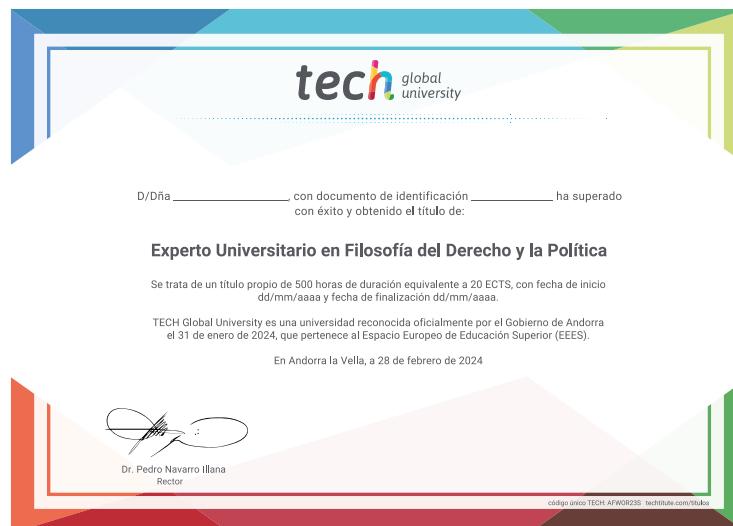 tech global university
D/Dña ____________________, con documento de identificación ______________ ha superado
con éxito y obtenido el título de:
Experto Universitario en Filosofía del Derecho y la Política
Se trata de un título propio de 500 horas de duración equivalente a 20 ECTS, con fecha de inicio
dd/mm/aaaa y fecha de finalización dd/mm/aaaa.
TECH Global University es una universidad reconocida oficialmente por el Gobierno de Andorra
el 31 de enero de 2024, que pertenece al Espacio Europeo de Educación Superior (EEES).
En Andorra la Vella, a 28 de febrero de 2024
Dr. Pedro Navarro Illana
Rector
código único TECH: AFWOR23S techtitute.com/titulos